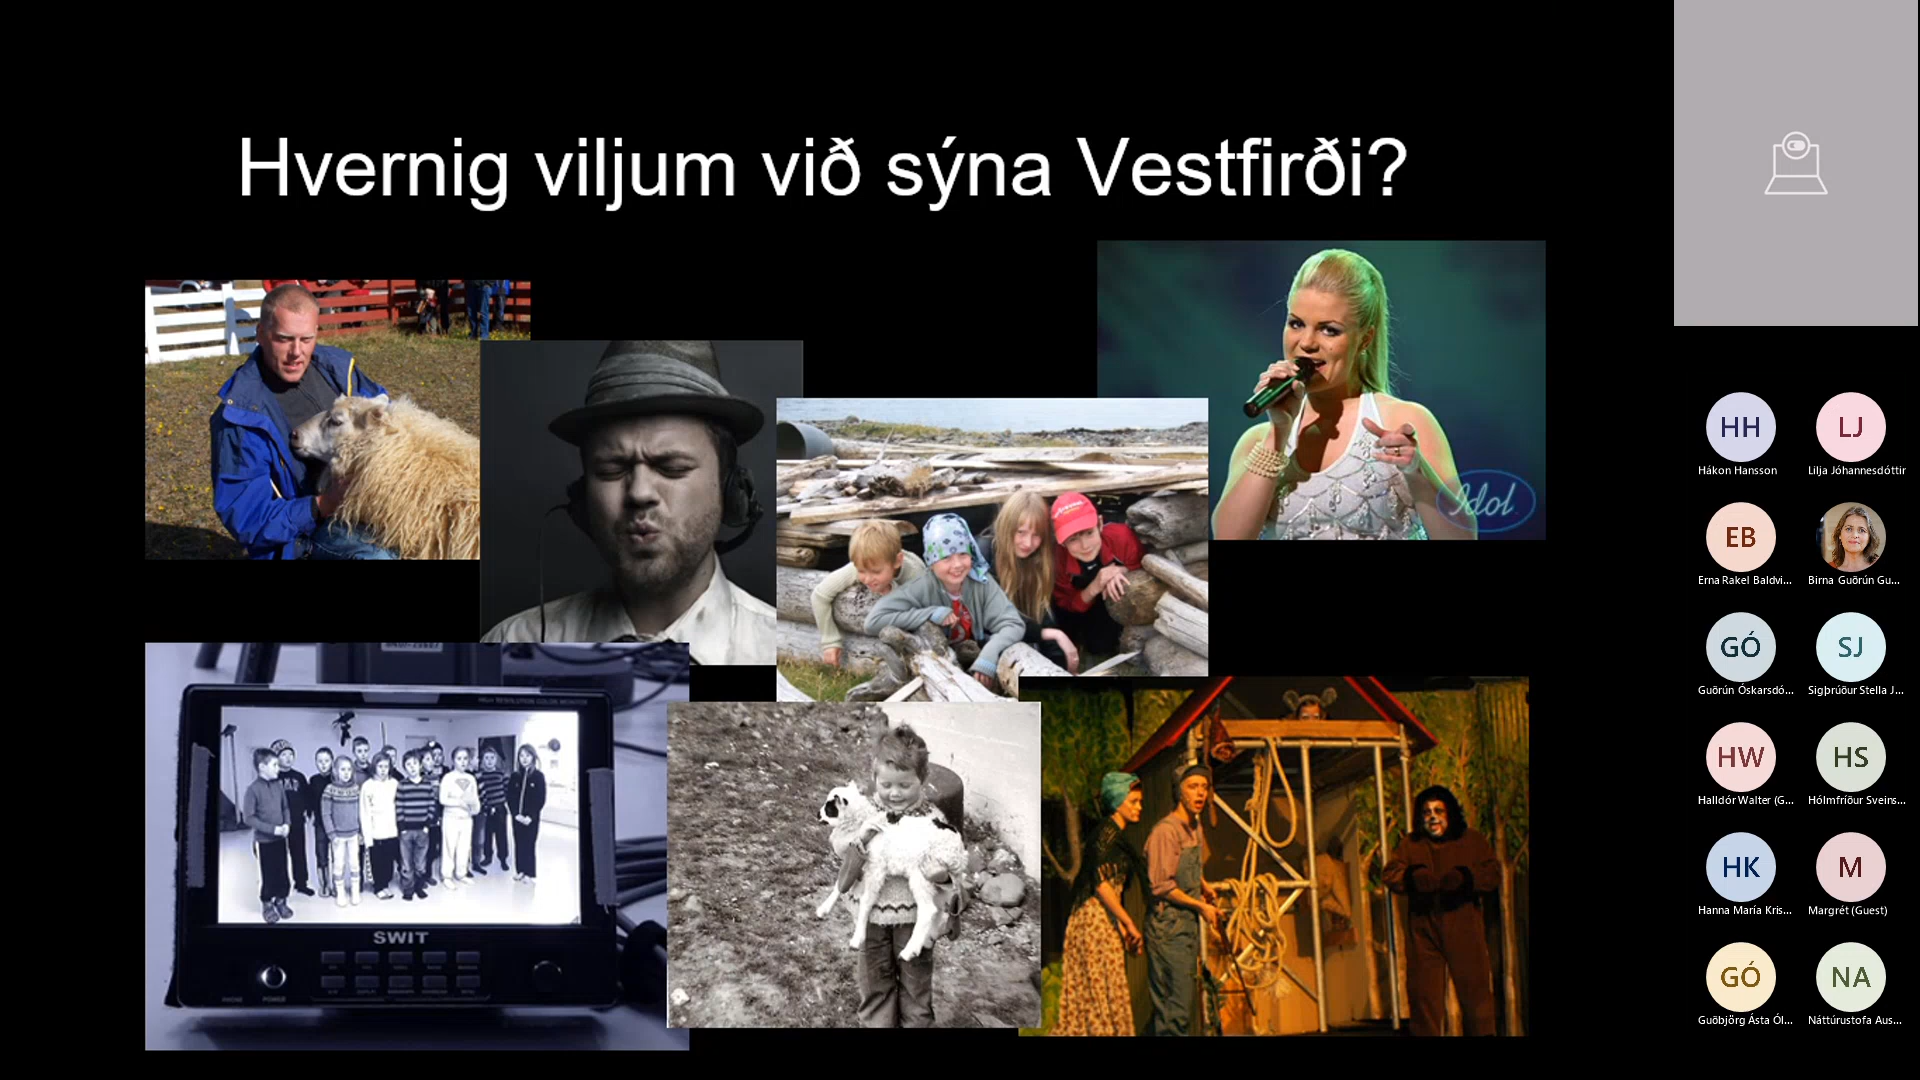 Hvernig viljum við sýna Vestfirði?
Idol
SWIT
POWER
HH
Hákon Hansson
LJ
Lilja Jóhannesdóttir
EB
Erna Rakel Baldvi...
Birna Guðrún Gu...
GÓ
Guðrún Óskarsdó...
SJ
Sigþrúður Stella J...
HW
Halldór Walter (G...
HS
Hólmfríður Sveins...
HK
Hanna María Kris...
M
Margrét (Guest)
GÓ
Guðbjörg Ásta Ól...
NA
Náttúrustofa Aus...